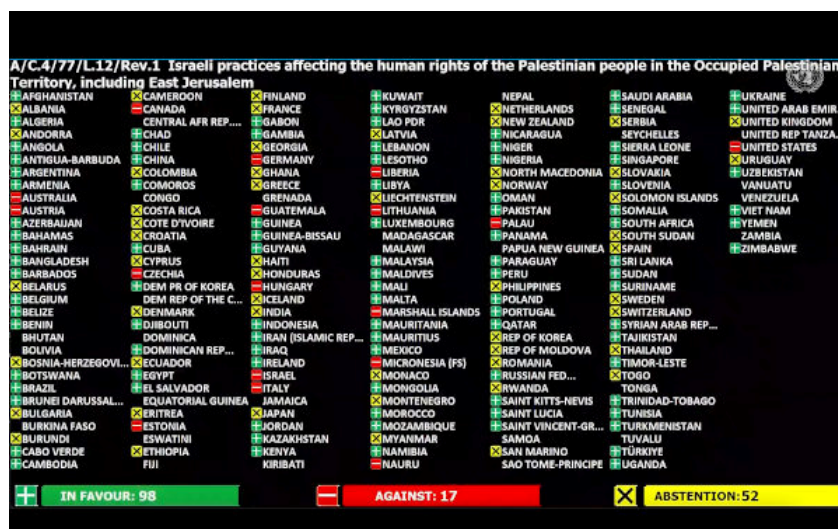 A/C.4/77/L.12/Rev.1 Israeli practices affecting the human rights of the Palestinian people in the Occupied Palestinian
Territory, including East Jerusalem
AFGHANISTAN
ALBANIA
ALGERIA
ANDORRA
ANGOLA
ANTIGUA-BARBUDA
ARGENTINA
ARMENIA
AUSTRALIA
AUSTRIA
AZERBAIJAN
BAHAMAS
BAHRAIN
BANGLADESH
BARBADOS
BELARUS
BELGIUM
BELIZE
BENIN
BHUTAN
BOLIVIA
BOSNIA-HERZEGOVI...
BOTSWANA
BRAZIL
BRUNEI DARUSSAL...
BULGARIA
BURKINA FASO
BURUNDI
CABO VERDE
CAMBODIA
CAMEROON
CANADA
CENTRAL AFR REP....
CHAD
CHILE
CHINA
COLOMBIA
COMOROS
CONGO
COSTA RICA
COTE D'IVOIRE
CROATIA
CUBA
CYPRUS
CZECHIA
DEM PR OF KOREA
DEM REP OF THE C...
DENMARK
DJIBOUTI
DOMINICA
DOMINICAN REP...
ECUADOR
EGYPT
EL SALVADOR
EQUATORIAL GUINEA
ERITREA
ESTONIA
ESWATINI
ETHIOPIA
FIJI
FINLAND
FRANCE
GABON
GAMBIA
GEORGIA
GERMANY
GHANA
GREECE
GRENADA
GUATEMALA
GUINEA
GUINEA-BISSAU
GUYANA
HAITI
HONDURAS
HUNGARY
ICELAND
INDIA
INDONESIA
IRAN (ISLAMIC REP...
IRAQ
IRELAND
ISRAEL
ITALY
JAMAICA
JAPAN
JORDAN
KAZAKHSTAN
KENYA
KIRIBATI
KUWAIT
KYRGYZSTAN
LAO PDR
LATVIA
LEBANON
LESOTHO
LIBERIA
LIBYA
LIECHTENSTEIN
LITHUANIA
LUXEMBOURG
MADAGASCAR
MALAWI
MALAYSIA
MALDIVES
MALI
MALTA
MARSHALL ISLANDS
MAURITANIA
MAURITIUS
MEXICO
MICRONESIA (FS)
MONACO
MONGOLIA
MONTENEGRO
MOROCCO
MOZAMBIQUE
MYANMAR
NAMIBIA
NAURU
NEPAL
NETHERLANDS
NEW ZEALAND
NICARAGUA
NIGER
NIGERIA
NORTH MACEDONIA
NORWAY
OMAN
PAKISTAN
PALAU
PANAMA
PAPUA NEW GUINEA
PARAGUAY
PERU
PHILIPPINES
POLAND
PORTUGAL
QATAR
REP OF KOREA
REP OF MOLDOVA
ROMANIA
RUSSIAN FED...
RWANDA
SAINT KITTS-NEVIS
SAINT LUCIA
SAINT VINCENT-GR...
SAMOA
SAN MARINO
SAO TOME-PRINCIPE
SAUDI ARABIA
SENEGAL
SERBIA
SEYCHELLES
SIERRA LEONE
SINGAPORE
SLOVAKIA
SLOVENIA
SOLOMON ISLANDS
SOMALIA
SOUTH AFRICA
SOUTH SUDAN
SPAIN
SRI LANKA
SUDAN
SURINAME
SWEDEN
SWITZERLAND
SYRIAN ARAB REP...
TAJIKISTAN
THAILAND
TIMOR-LESTE
TOGO
TONGA
TRINIDAD-TOBAGO
TUNISIA
TURKMENISTAN
TUVALU
TÜRKİYE
UGANDA
UKRAINE
UNITED ARAB EMIR.
UNITED KINGDOM
UNITED REP TANZA.
UNITED STATES
URUGUAY
UZBEKISTAN
VANUATU
VENEZUELA
VIET NAM
YEMEN
ZAMBIA
ZIMBABWE
IN FAVOUR: 98
AGAINST: 17
ABSTENTION: 52